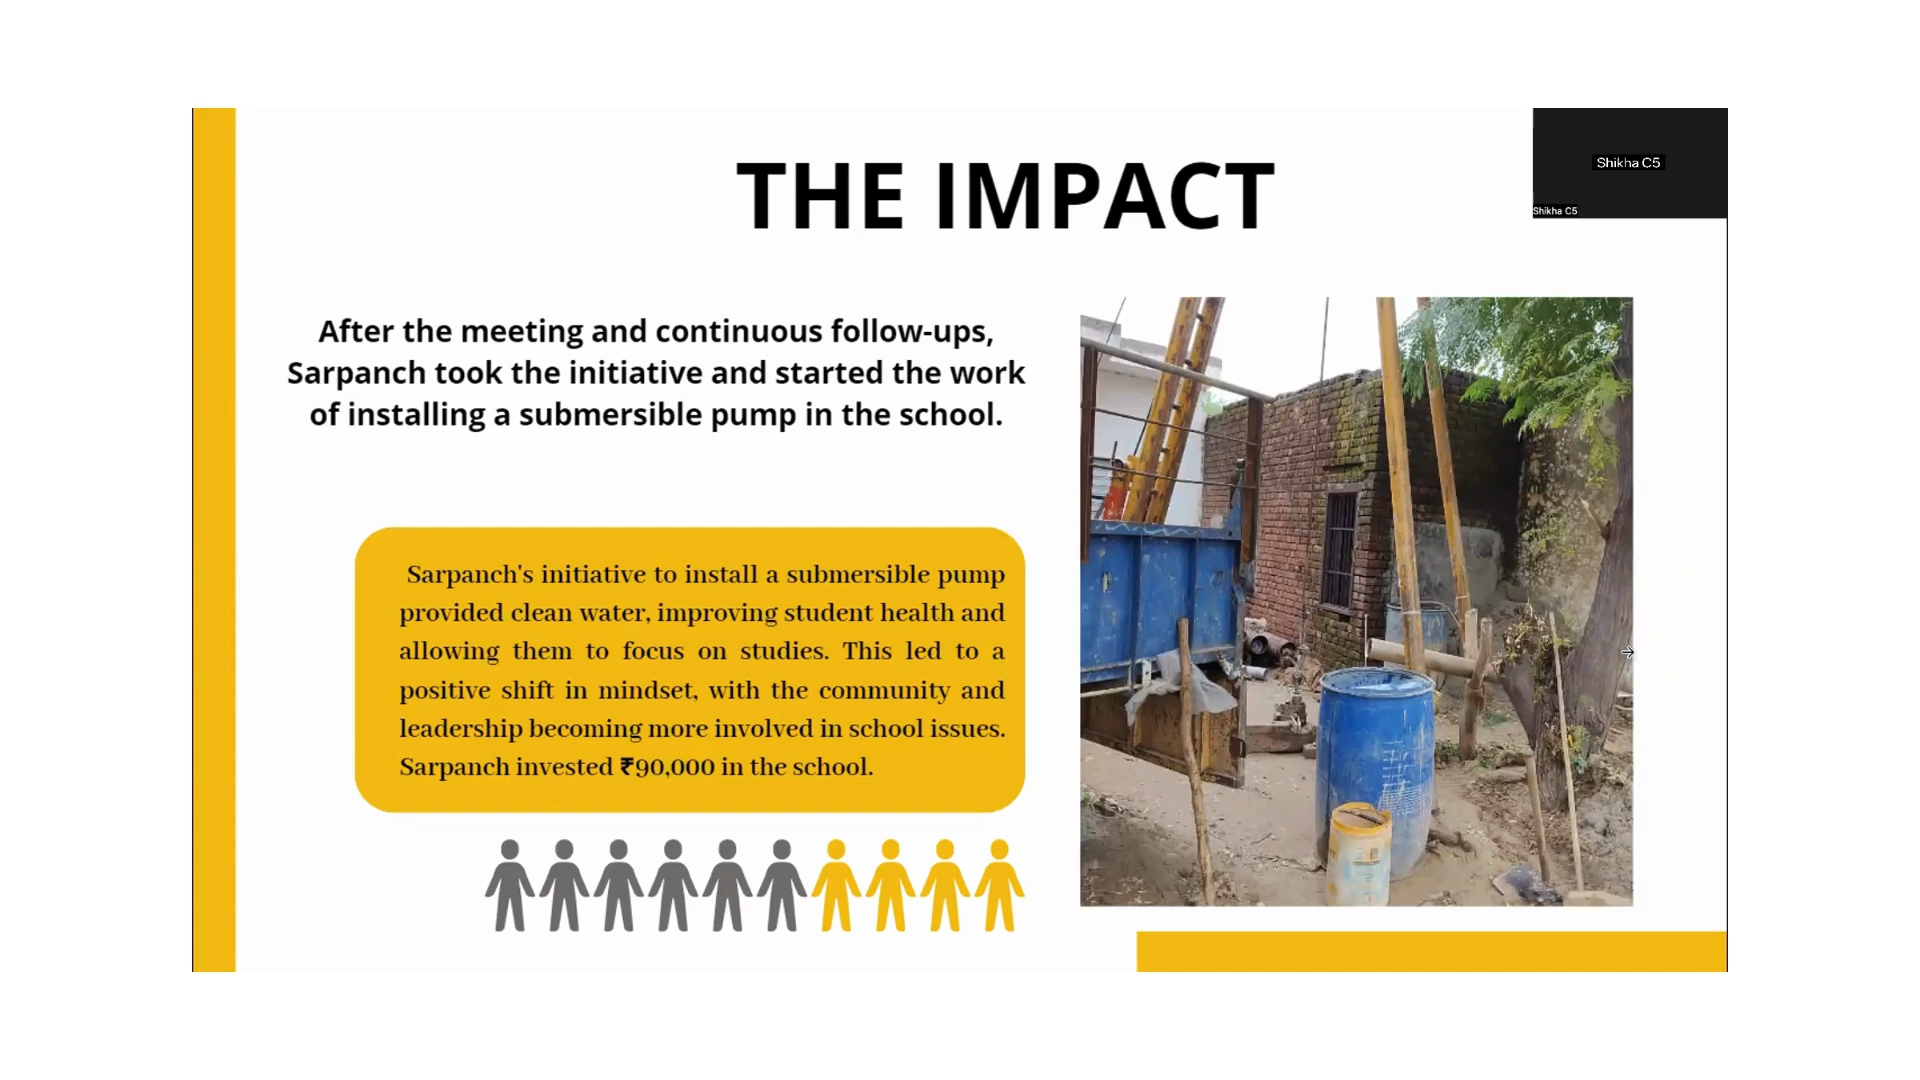 THE IMPACT
Shikha C5
Shikha C5
After the meeting and continuous follow-ups,
Sarpanch took the initiative and started the work
of installing a submersible pump in the school.
Sarpanch's initiative to install a submersible pump
provided clean water, improving student health and
allowing them to focus on studies. This led to a
positive shift in mindset, with the community and
leadership becoming more involved in school issues.
Sarpanch invested ₹90,000 in the school.